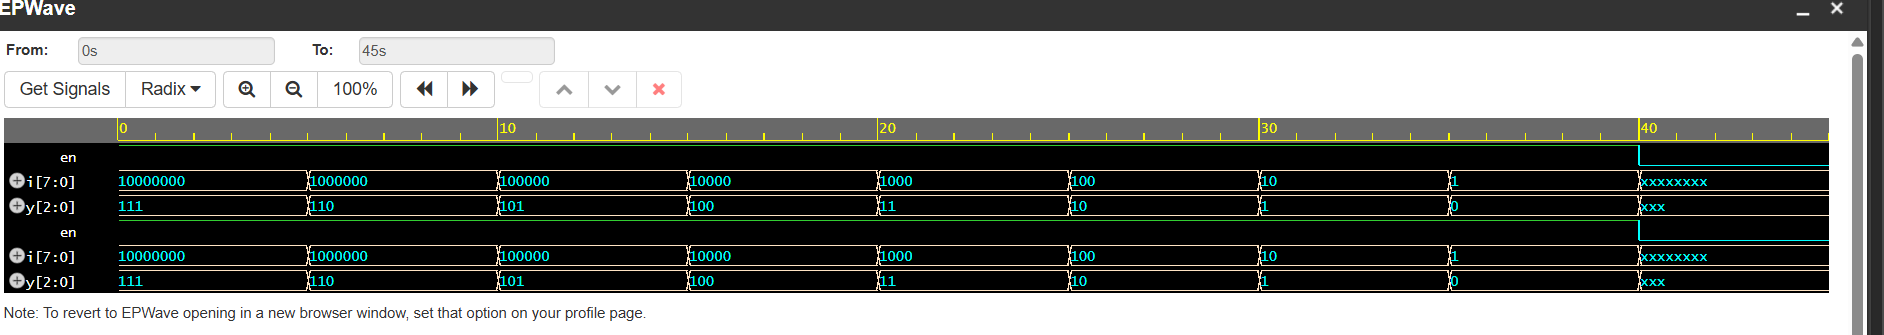 EPWave
From: 0s To: 45s
Get Signals Radix 100%
0 10 20 30 40
en
i[7:0] 10000000 1000000 100000 10000 1000 100 10 1 xxxxxxxx
y[2:0] 111 110 101 100 11 10 1 0 xxx
en
i[7:0] 10000000 1000000 100000 10000 1000 100 10 1 xxxxxxxx
y[2:0] 111 110 101 100 11 10 1 0 xxx
Note: To revert to EPWave opening in a new browser window, set that option on your profile page.